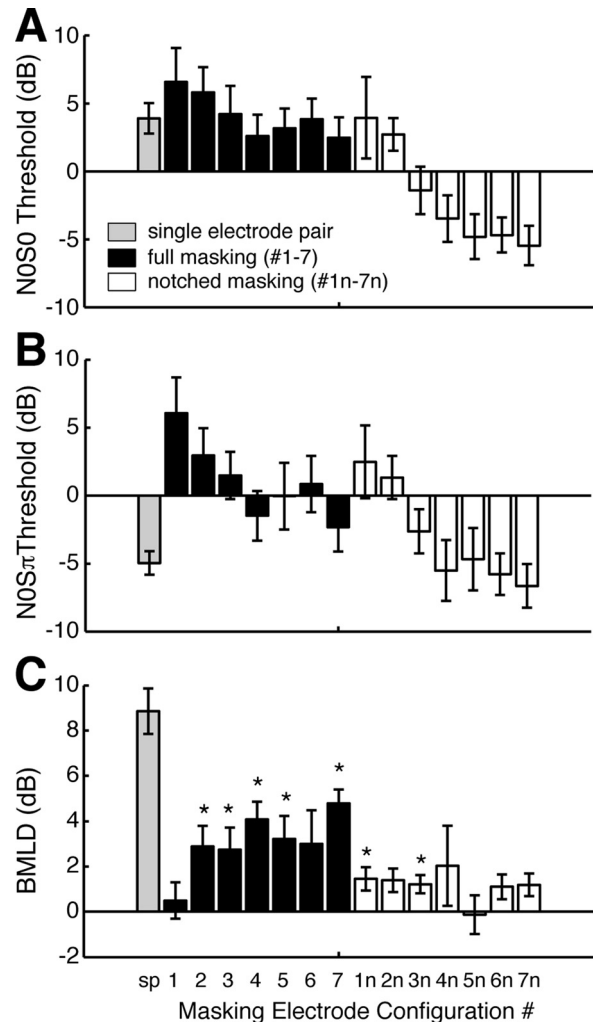 A
N0S0 Threshold (dB)
10
5
0
-5
-10
single electrode pair
full masking (#1-7)
notched masking (#1n-7n)
B
N0SπThreshold (dB)
10
5
0
-5
-10
C
BMLD (dB)
10
8
6
4
2
0
-2
* * * * * * *
sp 1 2 3 4 5 6 7 1n 2n 3n 4n 5n 6n 7n
Masking Electrode Configuration #